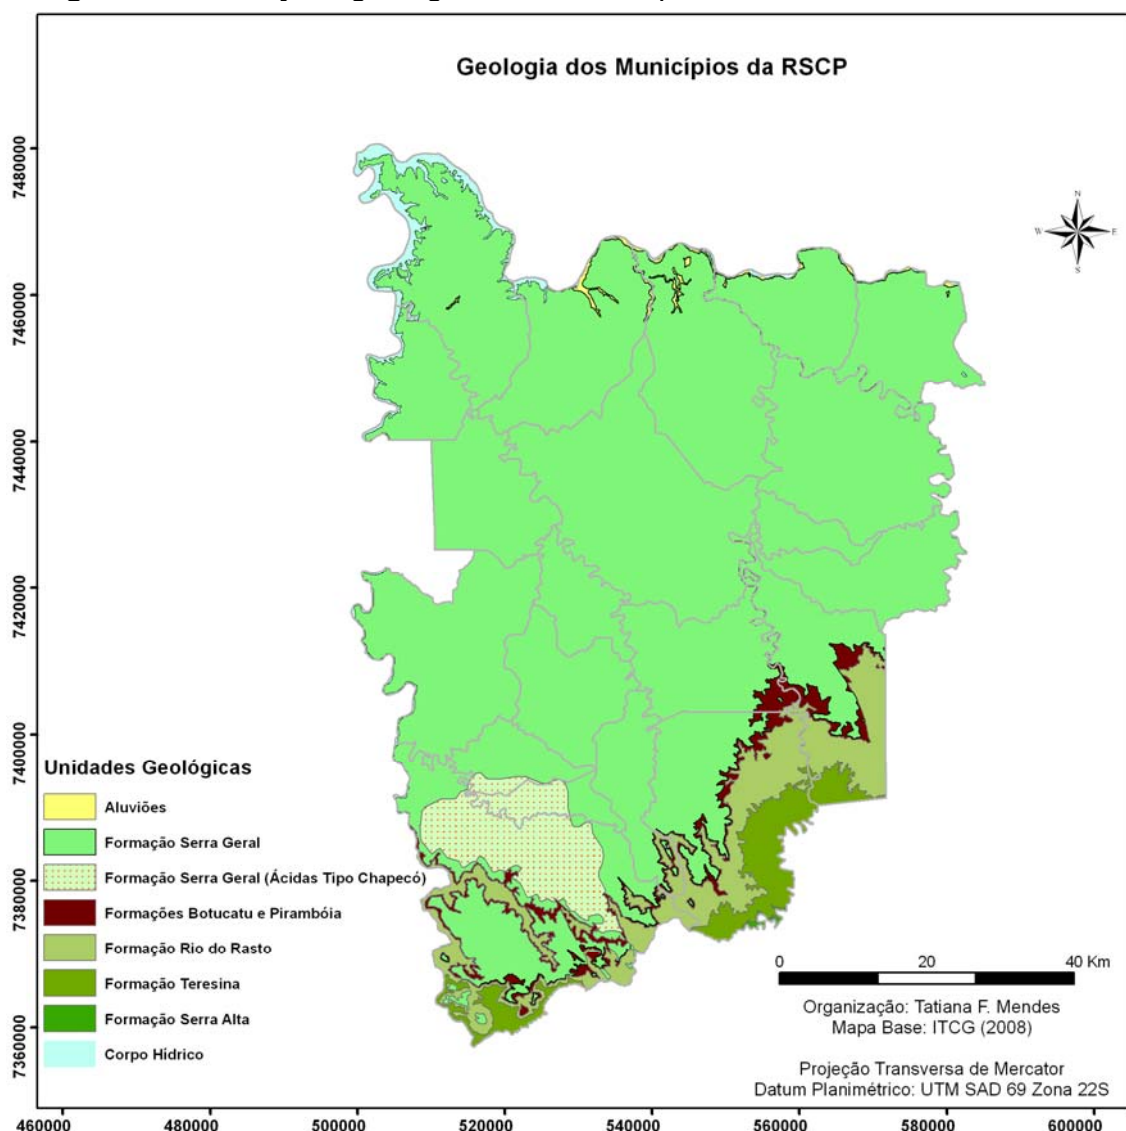 Geologia dos Municípios da RSCP
N
W
E
S
7480000
7460000
7440000
7420000
7400000
7380000
7360000
Unidades Geológicas
Aluviões
Formação Serra Geral
Formação Serra Geral (Ácidas Tipo Chapecó)
Formações Botucatu e Pirambóia
Formação Rio do Rasto
Formação Teresina
Formação Serra Alta
Corpo Hídrico
0 20 40 Km
Organização: Tatiana F. Mendes
Mapa Base: ITCG (2008)
Projeção Transversa de Mercator
Datum Planimétrico: UTM SAD 69 Zona 22S
460000 480000 500000 520000 540000 560000 580000 600000